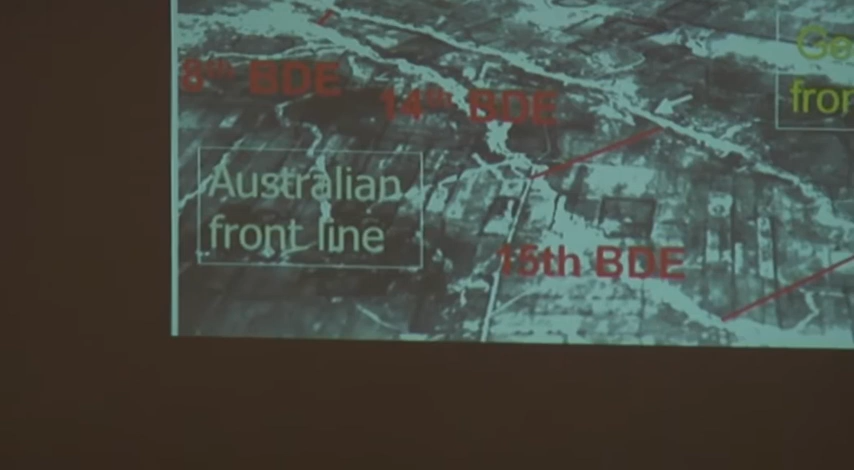 8th BDE
14th BDE
Australian
front line
15th BDE